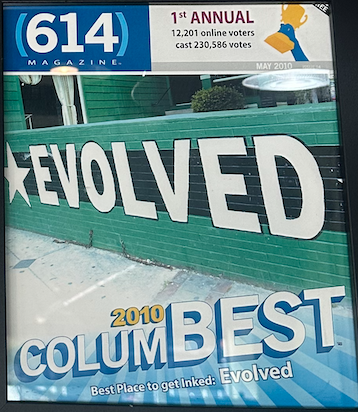 (614)
MAGAZINE
1st ANNUAL
12,201 online voters
cast 230,586 votes
MAY 2010
EVOLVED
2010
COLUMBEST
Best Place to get Inked: Evolved